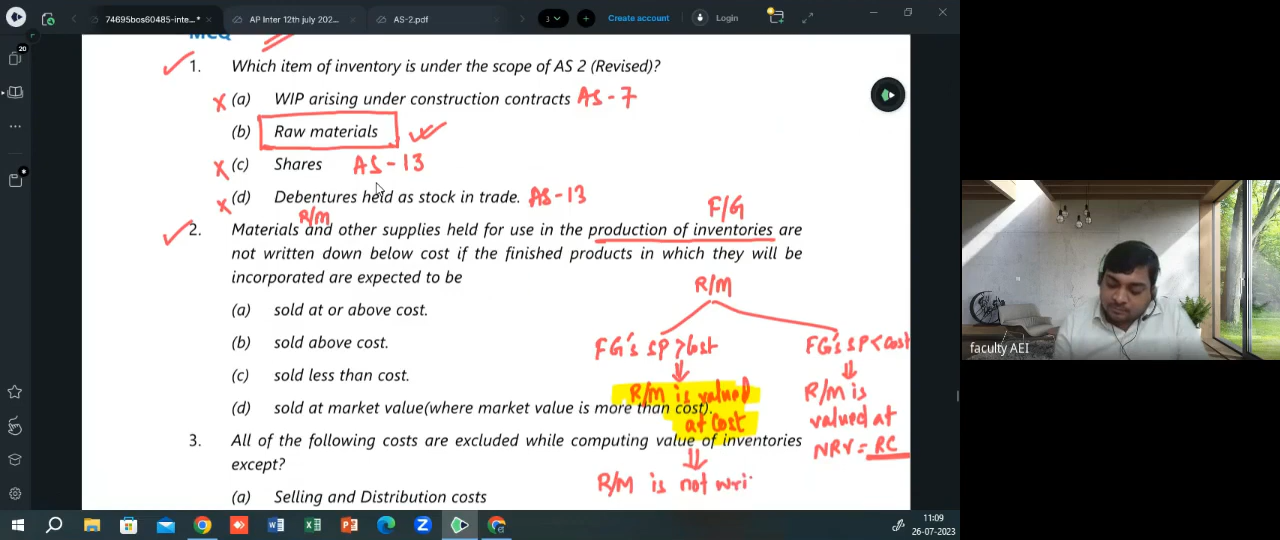 74695bos60485-inte...*
AP Inter 12th july 202...
AS-2.pdf
3
Create account
Login
20
MCQ
1. Which item of inventory is under the scope of AS 2 (Revised)?
X (a) WIP arising under construction contracts AS-7
(b) Raw materials
X (c) Shares AS-13
X (d) Debentures held as stock in trade. AS-13
R/M
F/G
2. Materials and other supplies held for use in the production of inventories are
not written down below cost if the finished products in which they will be
incorporated are expected to be
R/M
(a) sold at or above cost.
(b) sold above cost.
FG's SP > Cost
FG's SP < Cost
(c) sold less than cost.
R/M is valued
at cost
R/M is
valued at
NRV = RC
(d) sold at market value(where market value is more than cost).
3. All of the following costs are excluded while computing value of inventories
except?
R/M is not wri
(a) Selling and Distribution costs
faculty AEI
11:09
26-07-2023